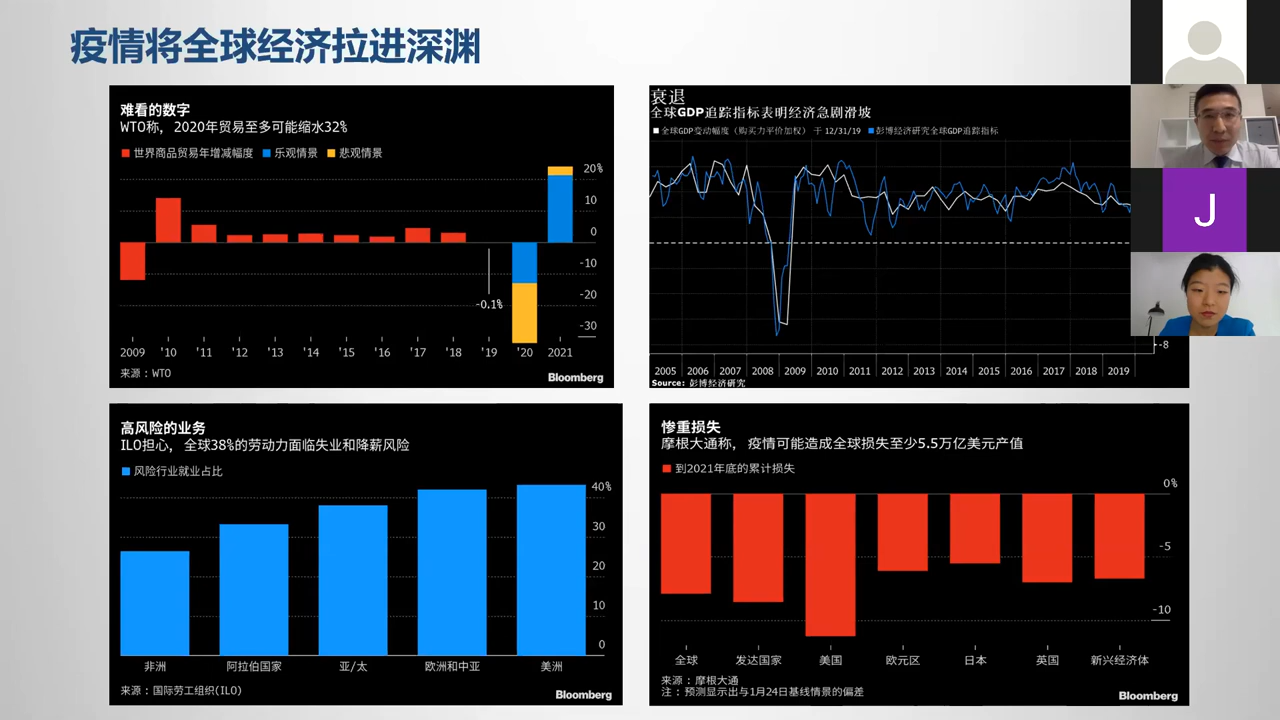 疫情将全球经济拉进深渊
难看的数字
WTO称, 2020年贸易至多可能缩水32%
世界商品贸易年增减幅度 乐观情景 悲观情景
20%
10
0
-10
-20
-30
-0.1%
2009 '10 '11 '12 '13 '14 '15 '16 '17 '18 '19 '20 2021
来源：WTO
Bloomberg
衰退
全球GDP追踪指标表明经济急剧滑坡
全球GDP变动幅度（购买力平价加权） 于 12/31/19 彭博经济研究全球GDP追踪指标
-8
2005 2006 2007 2008 2009 2010 2011 2012 2013 2014 2015 2016 2017 2018 2019
Source: 彭博经济研究
J
高风险的业务
ILO担心, 全球38%的劳动力面临失业和降薪风险
风险行业就业占比
40%
30
20
10
0
非洲 阿拉伯国家 亚/太 欧洲和中亚 美洲
来源：国际劳工组织(ILO)
Bloomberg
惨重损失
摩根大通称, 疫情可能造成全球损失至少5.5万亿美元产值
到2021年底的累计损失
0%
-5
-10
全球 发达国家 美国 欧元区 日本 英国 新兴经济体
来源：摩根大通
注：预测显示出与1月24日基线情景的偏差
Bloomberg